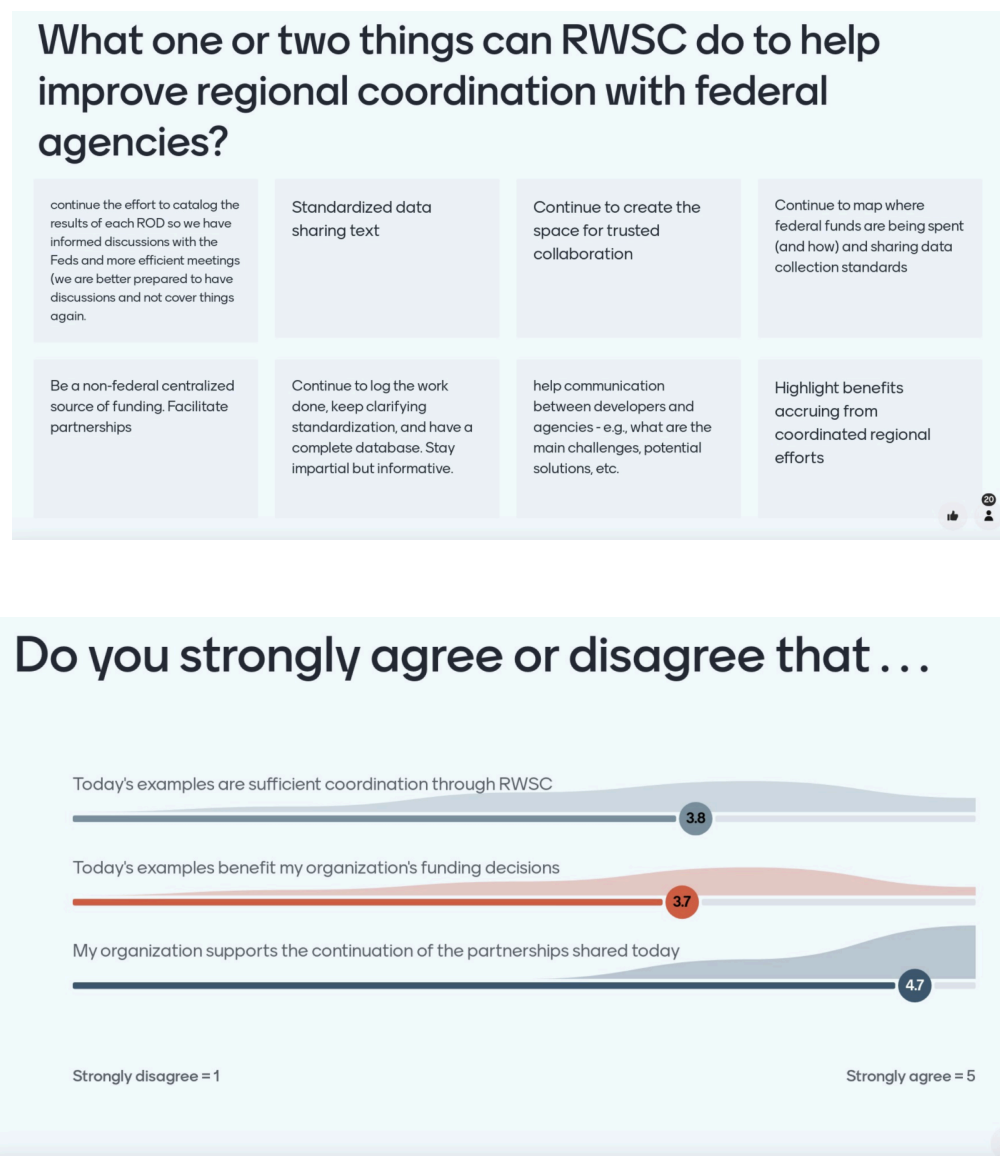 What one or two things can RWSC do to help
improve regional coordination with federal
agencies?
continue the effort to catalog the
results of each ROD so we have
informed discussions with the
Feds and more efficient meetings
(we are better prepared to have
discussions and not cover things
again.
Standardized data
sharing text
Continue to create the
space for trusted
collaboration
Continue to map where
federal funds are being spent
(and how) and sharing data
collection standards
Be a non-federal centralized
source of funding. Facilitate
partnerships
Continue to log the work
done, keep clarifying
standardization, and have a
complete database. Stay
impartial but informative.
help communication
between developers and
agencies - e.g., what are the
main challenges, potential
solutions, etc.
Highlight benefits
accruing from
coordinated regional
efforts
20
Do you strongly agree or disagree that . . .
Today's examples are sufficient coordination through RWSC
3.8
Today's examples benefit my organization's funding decisions
3.7
My organization supports the continuation of the partnerships shared today
4.7
Strongly disagree = 1
Strongly agree = 5